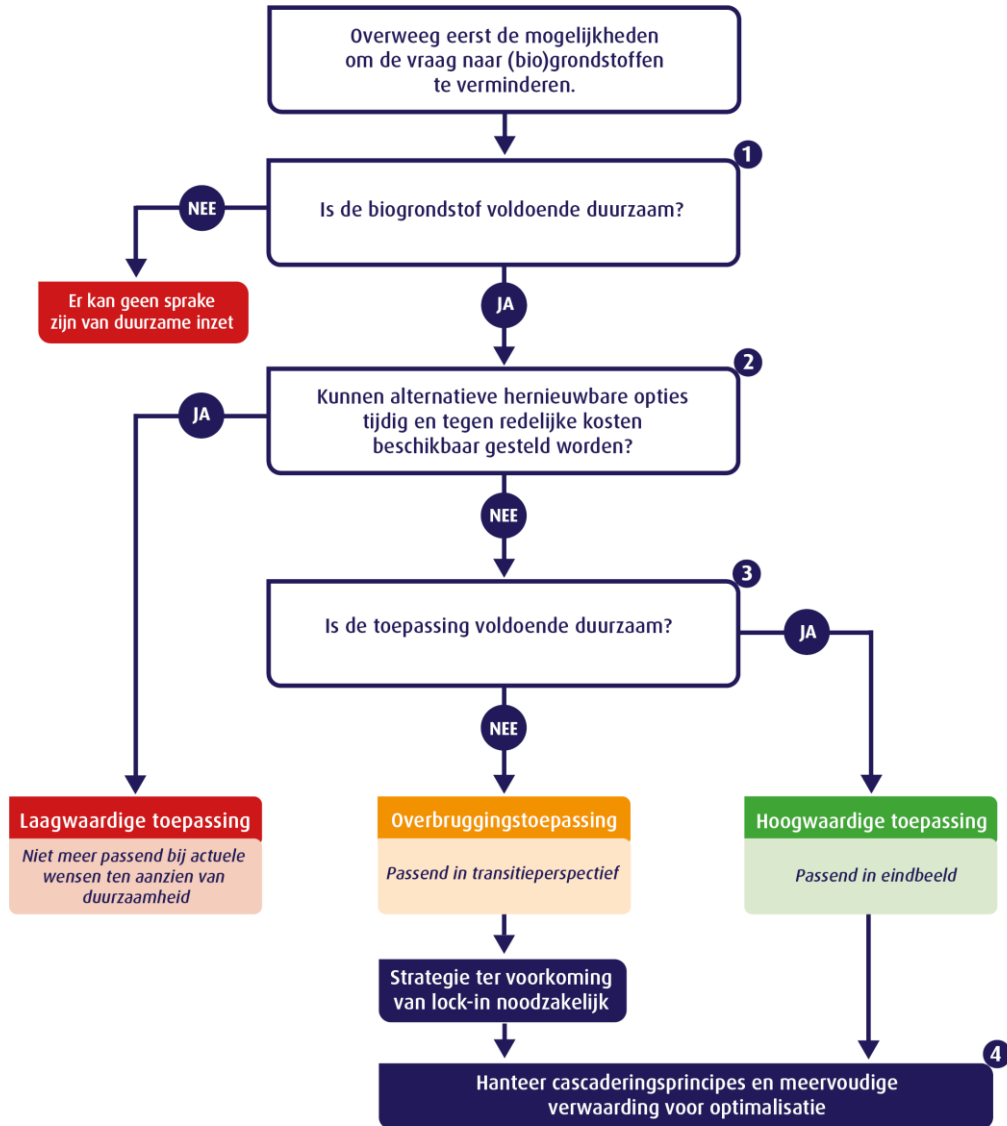 Overweeg eerst de mogelijkheden
om de vraag naar (bio)grondstoffen
te verminderen.
1
Is de biogrondstof voldoende duurzaam?
NEE
Er kan geen sprake
zijn van duurzame inzet
JA
2
Kunnen alternatieve hernieuwbare opties
tijdig en tegen redelijke kosten
beschikbaar gesteld worden?
JA
NEE
3
Is de toepassing voldoende duurzaam?
JA
NEE
Laagwaardige toepassing
Niet meer passend bij actuele
wensen ten aanzien van
duurzaamheid
Overbruggingstoepassing
Passend in transitieperspectief
Hoogwaardige toepassing
Passend in eindbeeld
Strategie ter voorkoming
van lock-in noodzakelijk
4
Hanteer cascaderingsprincipes en meervoudige
verwaarding voor optimalisatie